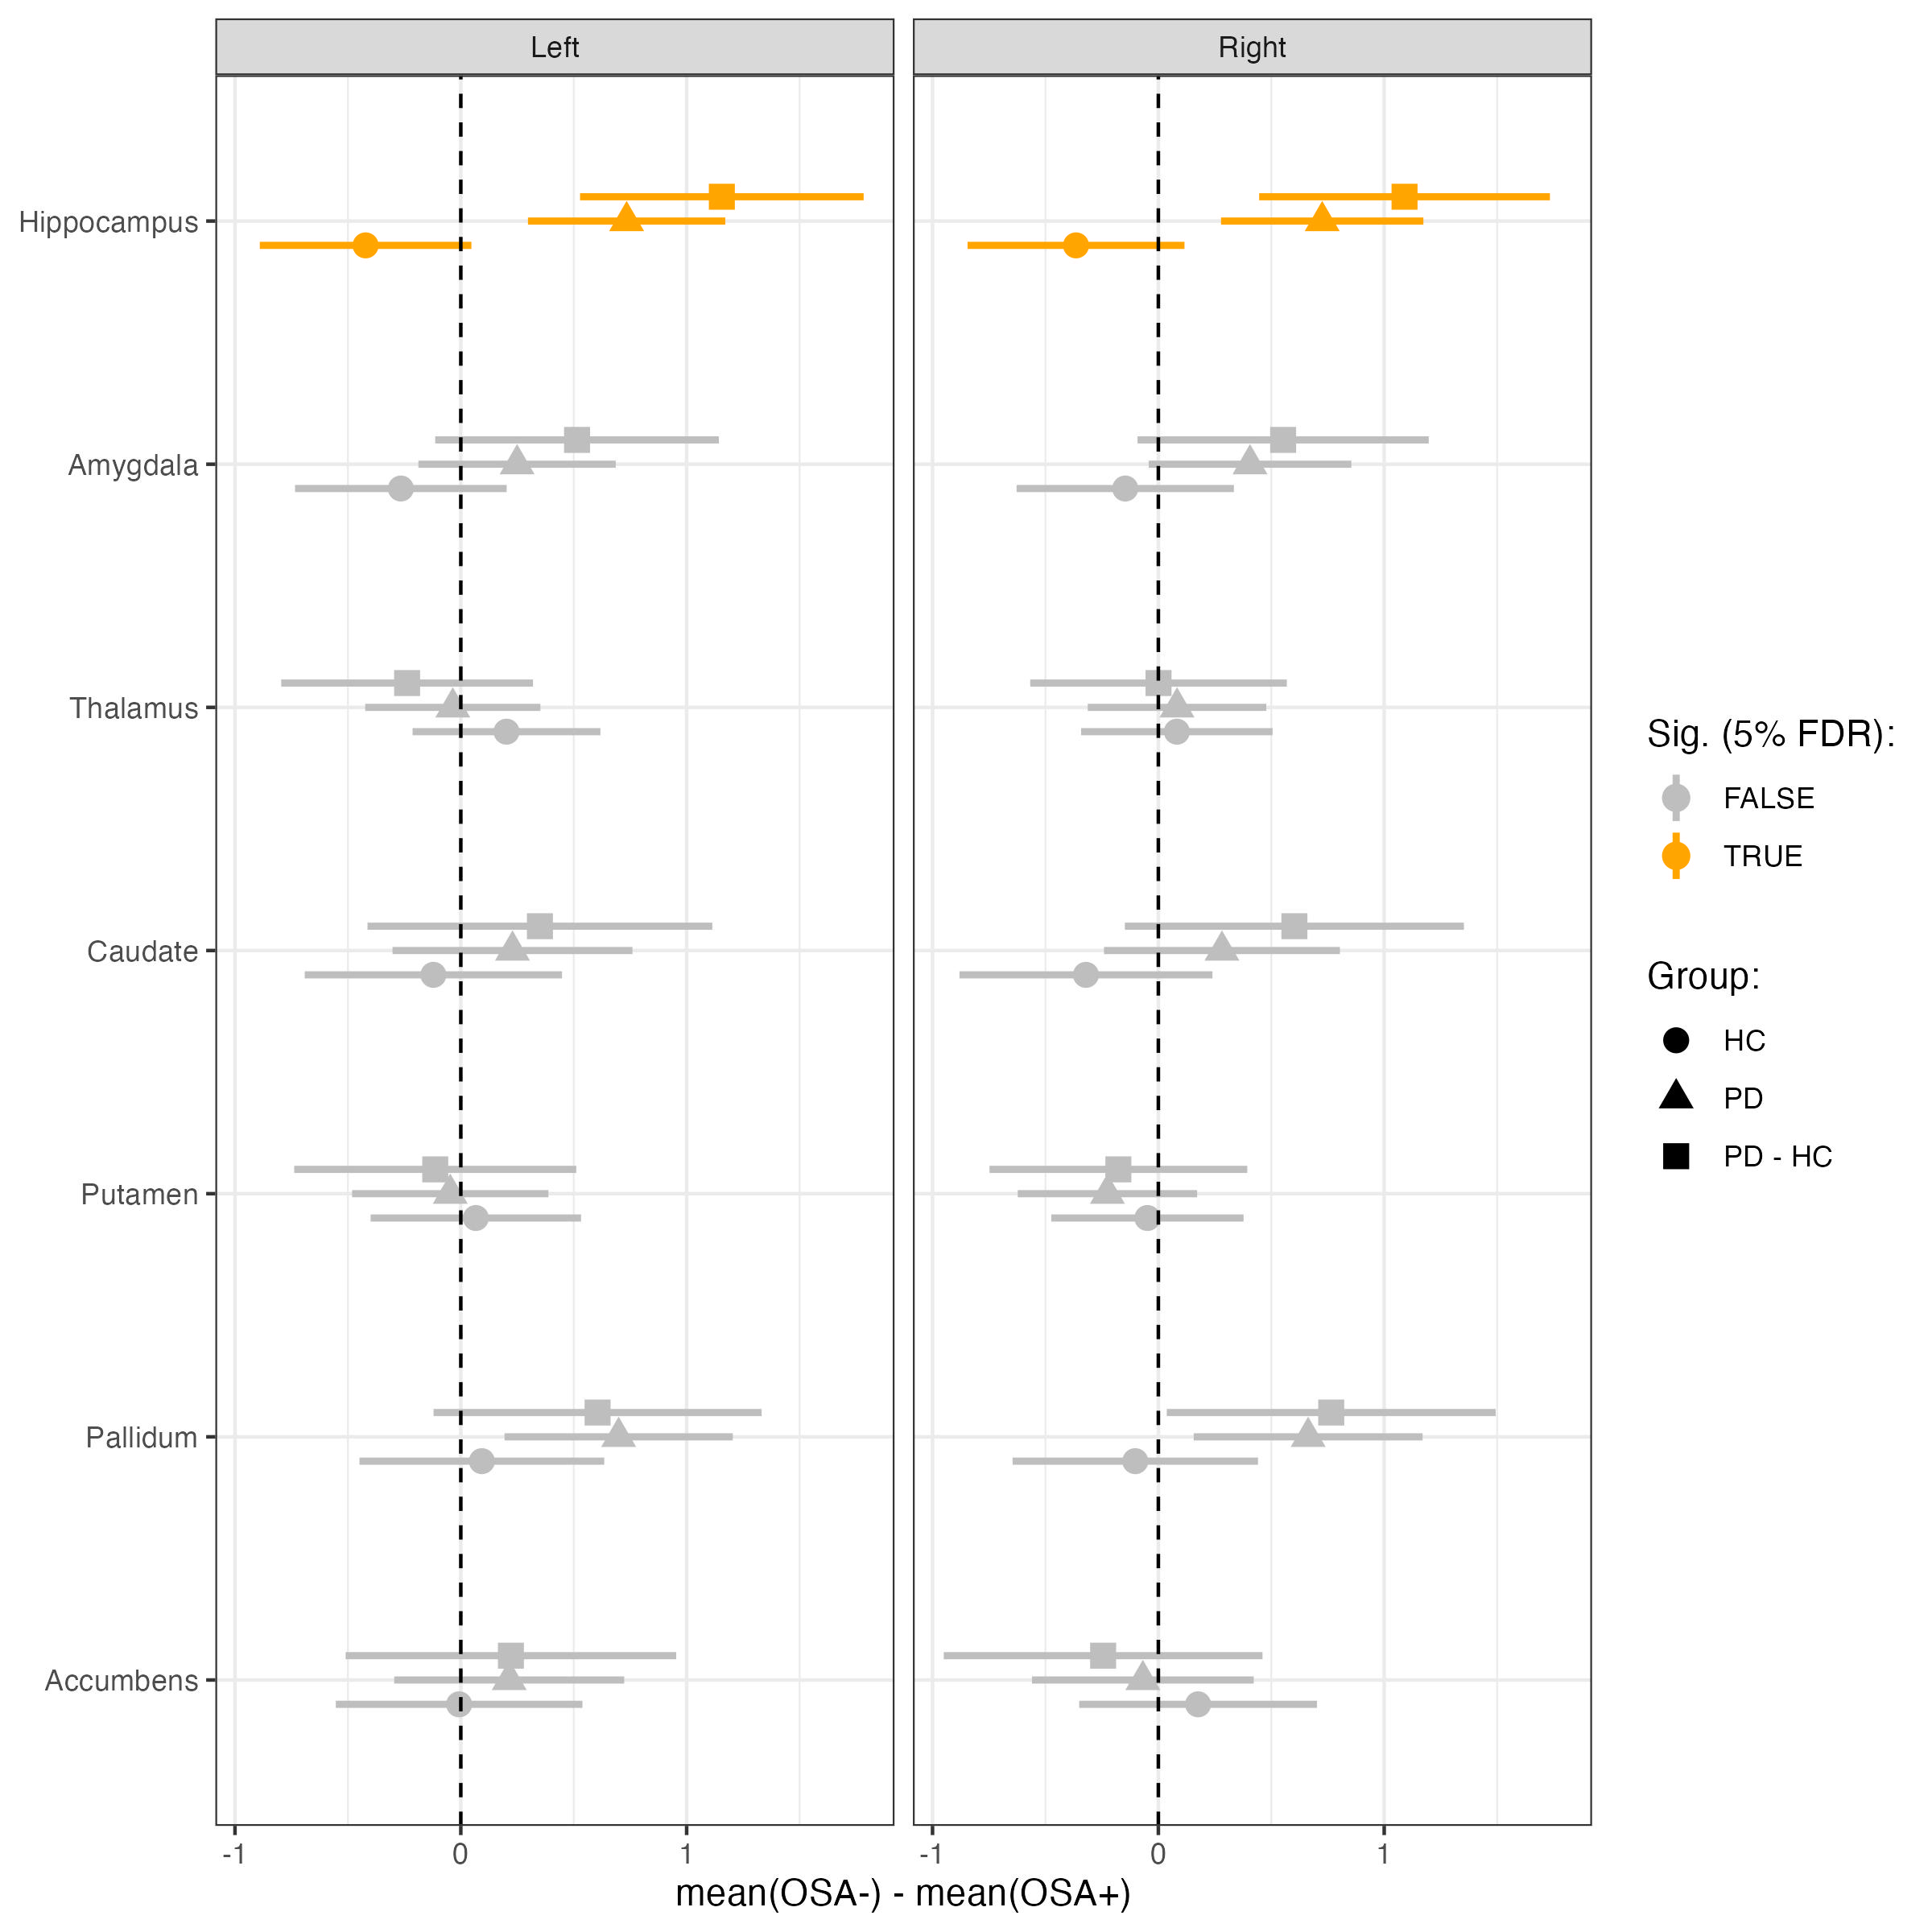 Left
Right
Hippocampus
Amygdala
Thalamus
Caudate
Putamen
Pallidum
Accumbens
-1 0 1
-1 0 1
mean(OSA-) - mean(OSA+)
Sig. (5% FDR):
FALSE
TRUE
Group:
HC
PD
PD - HC